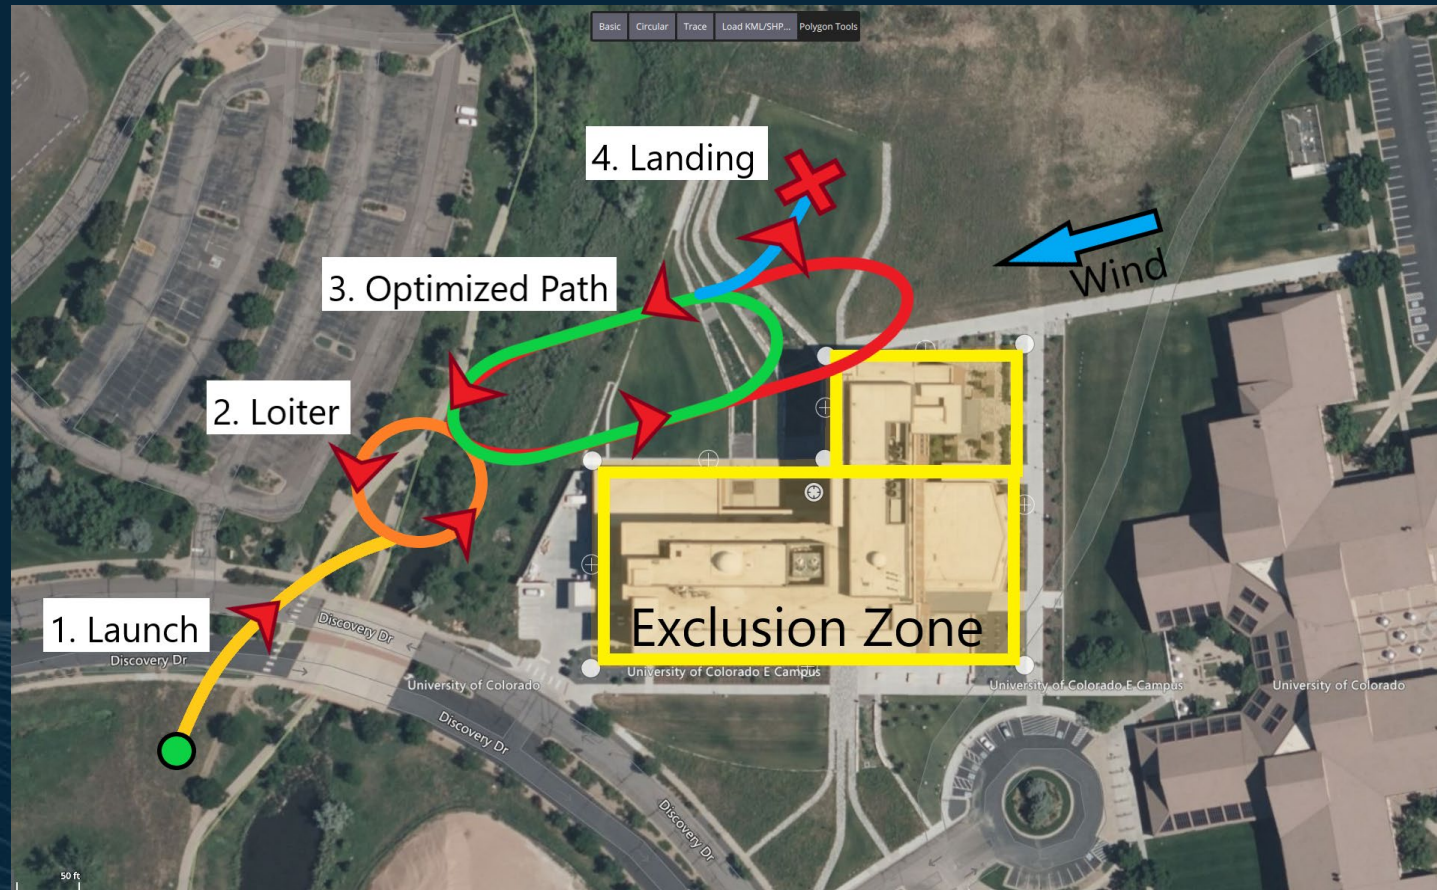 Basic
Circular
Trace
Load KML/SHP...
Polygon Tools
4. Landing
Wind
3. Optimized Path
2. Loiter
1. Launch
Discovery Dr
Discovery Dr
Exclusion Zone
University of Colorado
University of Colorado E Campus
University of Colorado E Campus
University of Colorado
Discovery Dr
Discovery Dr
50 ft